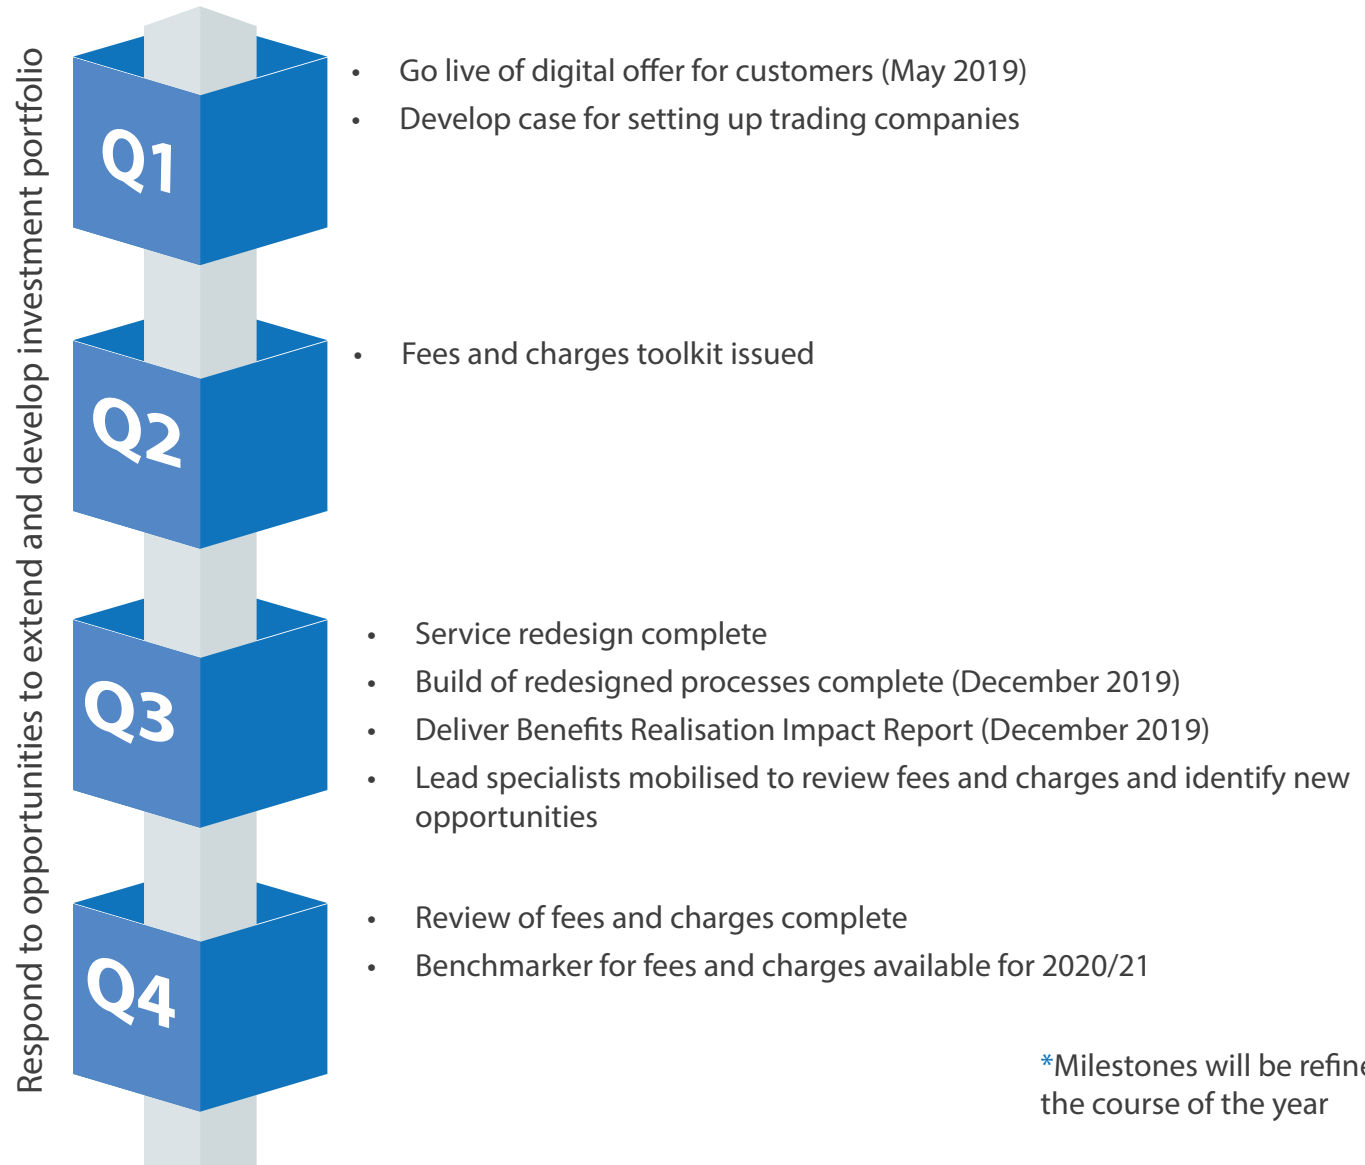 Respond to opportunities to extend and develop investment portfolio
Q1
• Go live of digital offer for customers (May 2019)
• Develop case for setting up trading companies
Q2
• Fees and charges toolkit issued
Q3
• Service redesign complete
• Build of redesigned processes complete (December 2019)
• Deliver Benefits Realisation Impact Report (December 2019)
• Lead specialists mobilised to review fees and charges and identify new
opportunities
Q4
• Review of fees and charges complete
• Benchmarker for fees and charges available for 2020/21
*Milestones will be refine
the course of the year